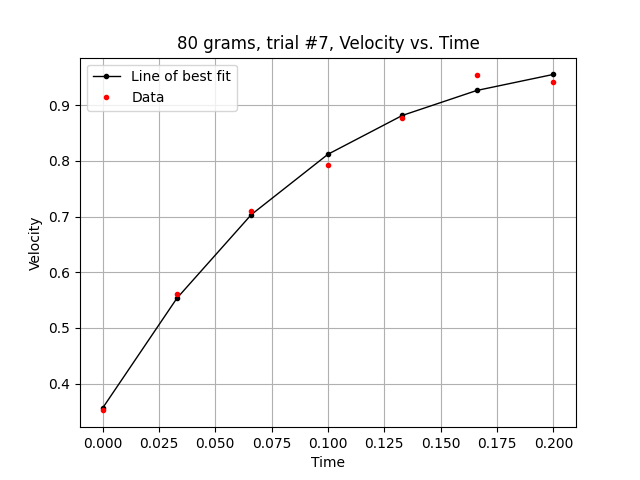 80 grams, trial #7, Velocity vs. Time
Line of best fit
Data
0.9
0.8
0.7
0.6
0.5
0.4
Velocity
0.000 0.025 0.050 0.075 0.100 0.125 0.150 0.175 0.200
Time